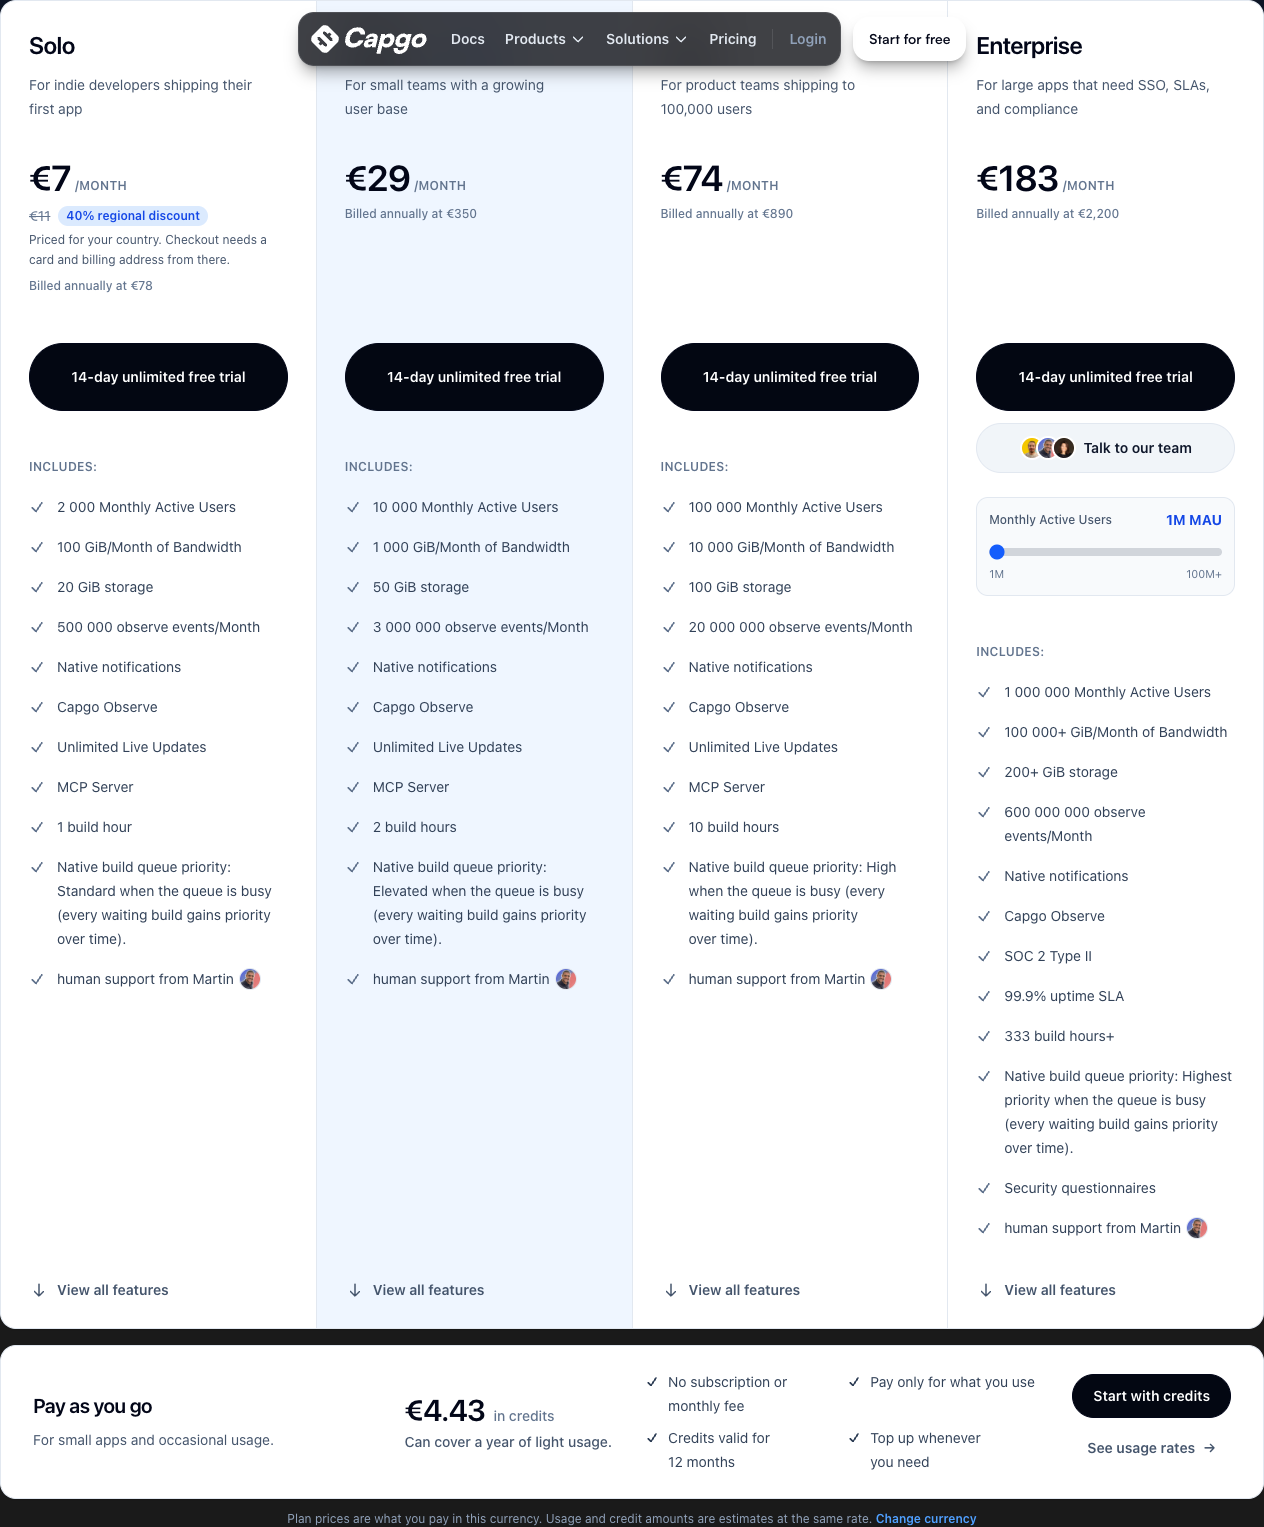 Capgo
Docs
Products
Solutions
Pricing
Login
Start for free
Solo
For indie developers shipping their
first app
€7 /MONTH
€11 40% regional discount
Priced for your country. Checkout needs a
card and billing address from there.
Billed annually at €78
14-day unlimited free trial
INCLUDES:
2 000 Monthly Active Users
100 GiB/Month of Bandwidth
20 GiB storage
500 000 observe events/Month
Native notifications
Capgo Observe
Unlimited Live Updates
MCP Server
1 build hour
Native build queue priority:
Standard when the queue is busy
(every waiting build gains priority
over time).
human support from Martin
View all features
For small teams with a growing
user base
€29 /MONTH
Billed annually at €350
14-day unlimited free trial
INCLUDES:
10 000 Monthly Active Users
1 000 GiB/Month of Bandwidth
50 GiB storage
3 000 000 observe events/Month
Native notifications
Capgo Observe
Unlimited Live Updates
MCP Server
2 build hours
Native build queue priority:
Elevated when the queue is busy
(every waiting build gains priority
over time).
human support from Martin
View all features
For product teams shipping to
100,000 users
€74 /MONTH
Billed annually at €890
14-day unlimited free trial
INCLUDES:
100 000 Monthly Active Users
10 000 GiB/Month of Bandwidth
100 GiB storage
20 000 000 observe events/Month
Native notifications
Capgo Observe
Unlimited Live Updates
MCP Server
10 build hours
Native build queue priority: High
when the queue is busy (every
waiting build gains priority
over time).
human support from Martin
View all features
Enterprise
For large apps that need SSO, SLAs,
and compliance
€183 /MONTH
Billed annually at €2,200
14-day unlimited free trial
Talk to our team
Monthly Active Users 1M MAU
1M 100M+
INCLUDES:
1 000 000 Monthly Active Users
100 000+ GiB/Month of Bandwidth
200+ GiB storage
600 000 000 observe
events/Month
Native notifications
Capgo Observe
SOC 2 Type II
99.9% uptime SLA
333 build hours+
Native build queue priority: Highest
priority when the queue is busy
(every waiting build gains priority
over time).
Security questionnaires
human support from Martin
View all features
Pay as you go
For small apps and occasional usage.
€4.43 in credits
Can cover a year of light usage.
No subscription or
monthly fee
Credits valid for
12 months
Pay only for what you use
Top up whenever
you need
Start with credits
See usage rates →
Plan prices are what you pay in this currency. Usage and credit amounts are estimates at the same rate. Change currency